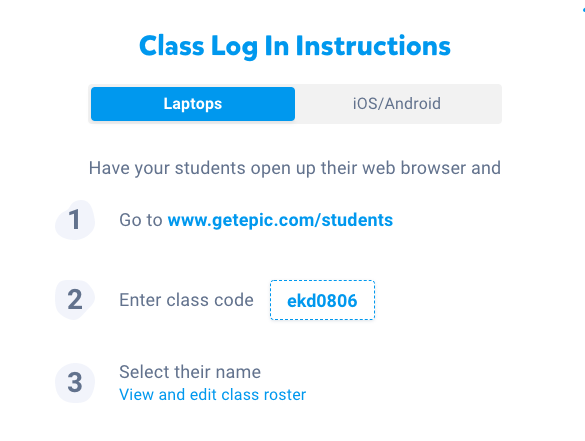 Class Log In Instructions
Laptops iOS/Android
Have your students open up their web browser and
1 Go to www.getepic.com/students
2 Enter class code ekd0806
3 Select their name
View and edit class roster